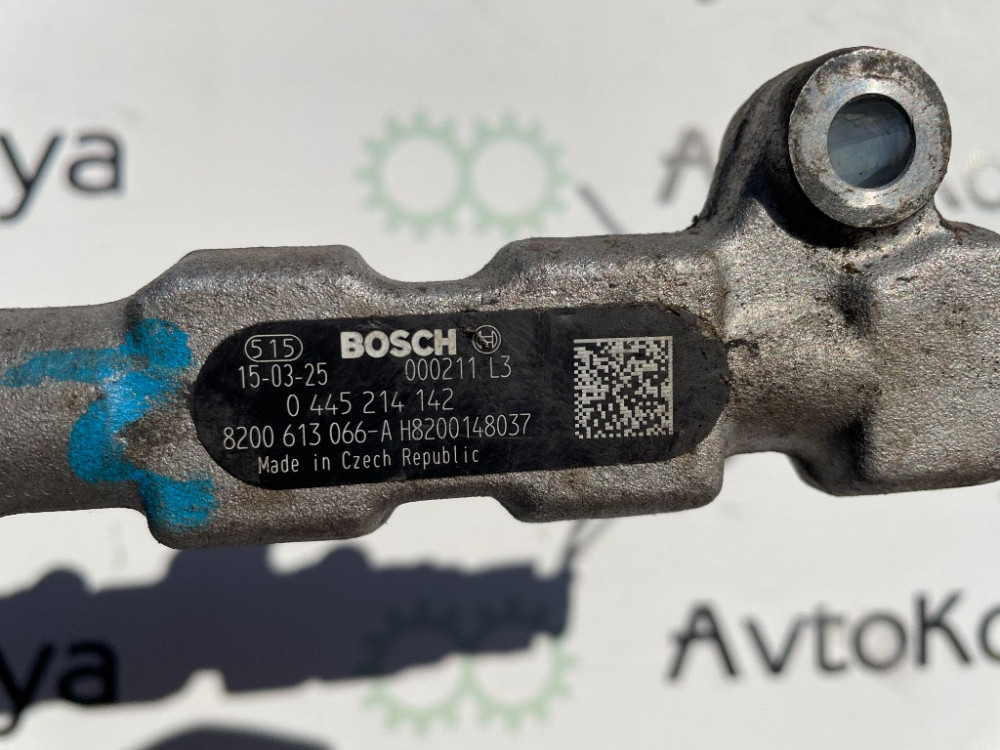 ya
AvtoKo
515 BOSCH
15-03-25 000211 L3
0 445 214 142
8200 613 066-A H8200148037
Made in Czech Republic
ya
AvtoKo